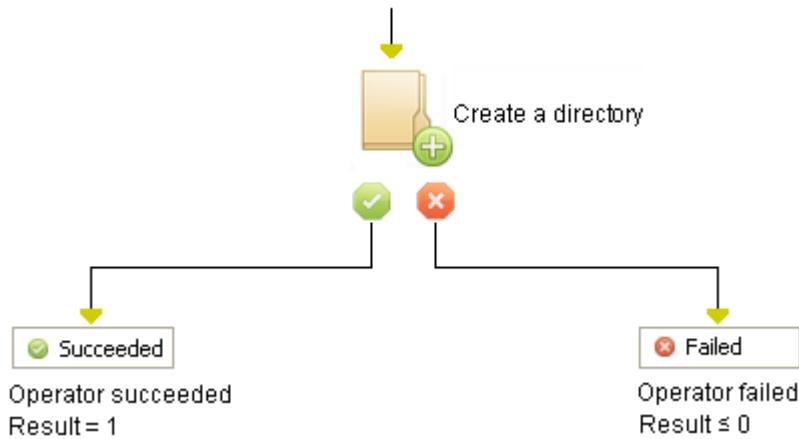 Create a directory
Succeeded
Operator succeeded
Result = 1
Failed
Operator failed
Result ≤ 0